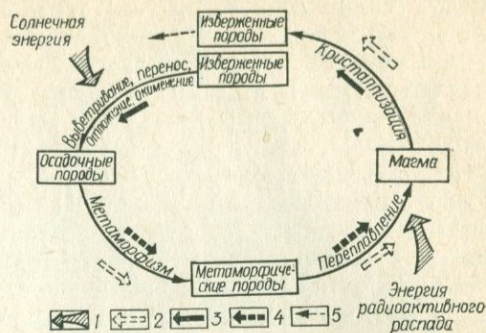 Солнечная
энергия
Изверженные
породы
Изверженные
породы
Выветривание, перенос,
отложение, окаменение
Кристаллизация
Осадочные
породы
Магма
Метаморфизм
Переплавление
Метаморфиче-
ские породы
Энергия
радиоактивного
распада
1 2 3 4 5